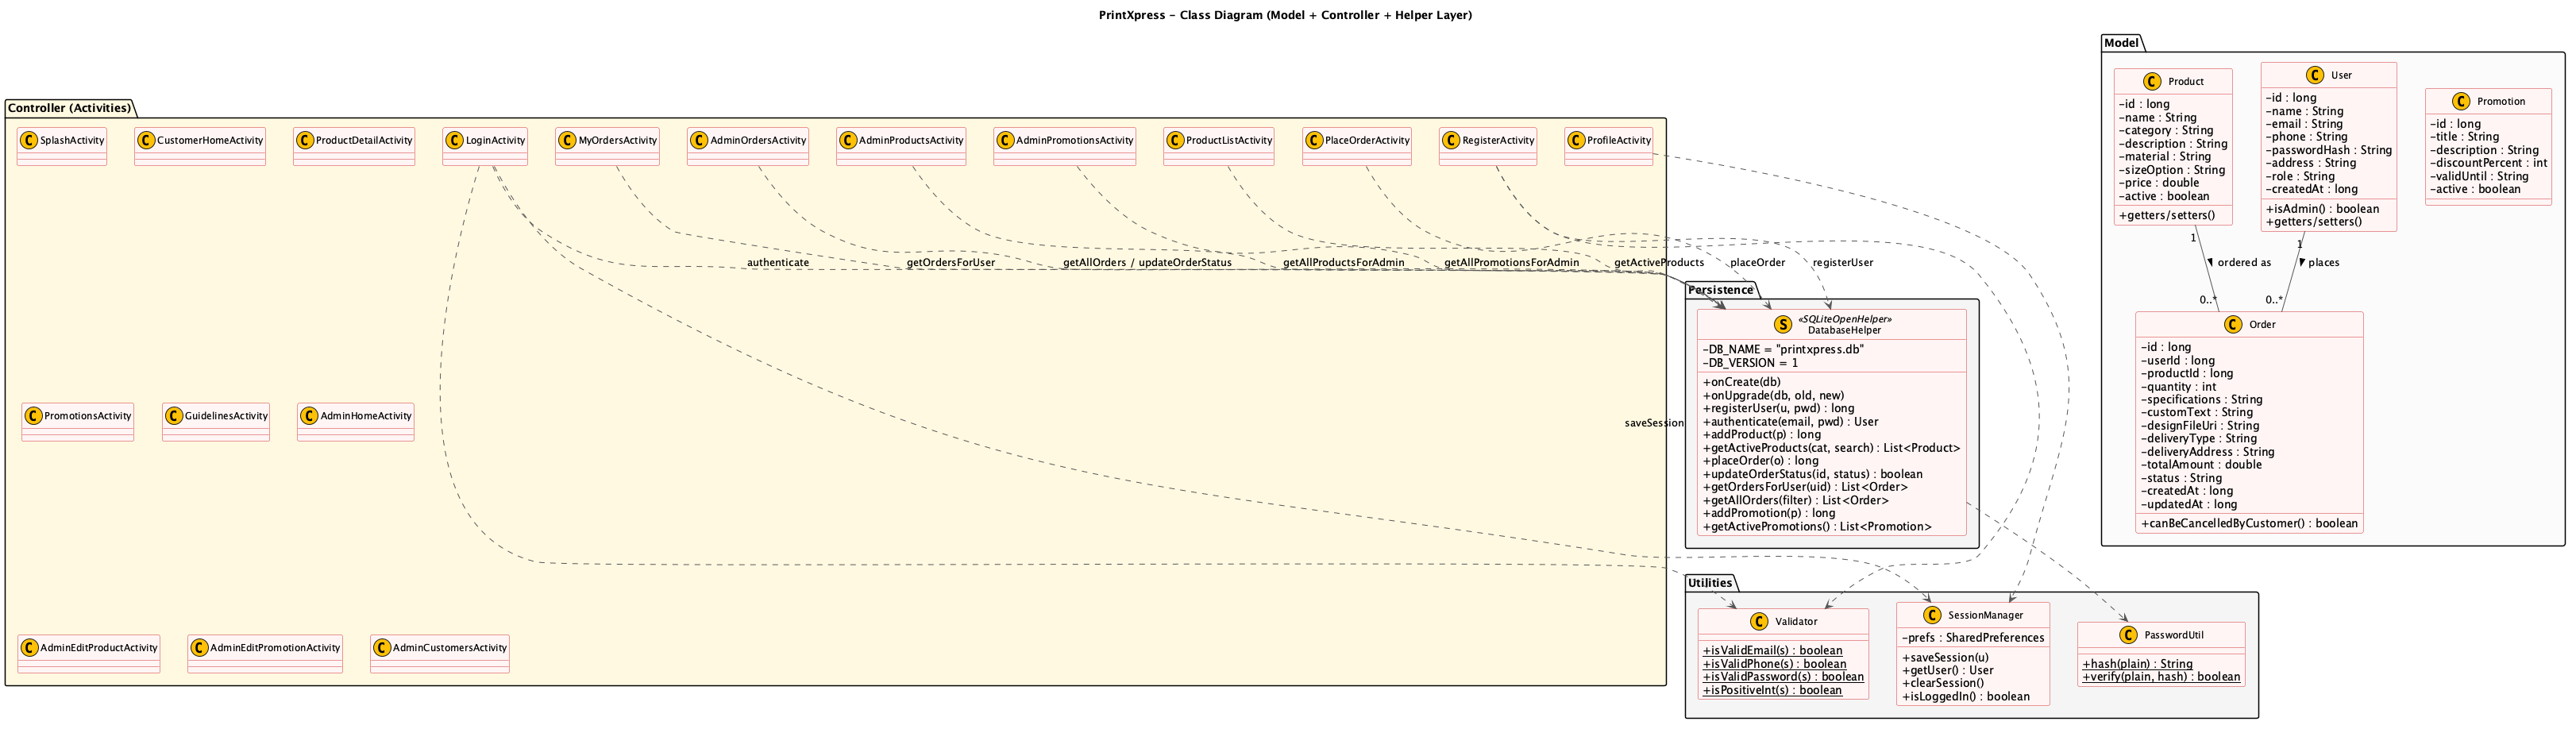 PrintXpress – Class Diagram (Model + Controller + Helper Layer)
Controller (Activities)
C SplashActivity
C CustomerHomeActivity
C ProductDetailActivity
C LoginActivity
C MyOrdersActivity
C AdminOrdersActivity
C AdminProductsActivity
C AdminPromotionsActivity
C ProductListActivity
C PlaceOrderActivity
C RegisterActivity
C ProfileActivity
authenticate
getOrdersForUser
getAllOrders / updateOrderStatus
getAllProductsForAdmin
getAllPromotionsForAdmin
getActiveProducts
placeOrder
registerUser
C PromotionsActivity
C GuidelinesActivity
C AdminHomeActivity
saveSession
C AdminEditProductActivity
C AdminEditPromotionActivity
C AdminCustomersActivity
Persistence
S «SQLiteOpenHelper»
DatabaseHelper
–DB_NAME = "printxpress.db"
–DB_VERSION = 1
+onCreate(db)
+onUpgrade(db, old, new)
+registerUser(u, pwd) : long
+authenticate(email, pwd) : User
+addProduct(p) : long
+getActiveProducts(cat, search) : List<Product>
+placeOrder(o) : long
+updateOrderStatus(id, status) : boolean
+getOrdersForUser(uid) : List<Order>
+getAllOrders(filter) : List<Order>
+addPromotion(p) : long
+getActivePromotions() : List<Promotion>
Utilities
C Validator
+isValidEmail(s) : boolean
+isValidPhone(s) : boolean
+isValidPassword(s) : boolean
+isPositiveInt(s) : boolean
C SessionManager
–prefs : SharedPreferences
+saveSession(u)
+getUser() : User
+clearSession()
+isLoggedIn() : boolean
C PasswordUtil
+hash(plain) : String
+verify(plain, hash) : boolean
Model
C Product
–id : long
–name : String
–category : String
–description : String
–material : String
–sizeOption : String
–price : double
–active : boolean
+getters/setters()
C User
–id : long
–name : String
–email : String
–phone : String
–passwordHash : String
–address : String
–role : String
–createdAt : long
+isAdmin() : boolean
+getters/setters()
C Promotion
–id : long
–title : String
–description : String
–discountPercent : int
–validUntil : String
–active : boolean
1
1
ordered as
places
0..*
0..*
C Order
–id : long
–userId : long
–productId : long
–quantity : int
–specifications : String
–customText : String
–designFileUri : String
–deliveryType : String
–deliveryAddress : String
–totalAmount : double
–status : String
–createdAt : long
–updatedAt : long
+canBeCancelledByCustomer() : boolean